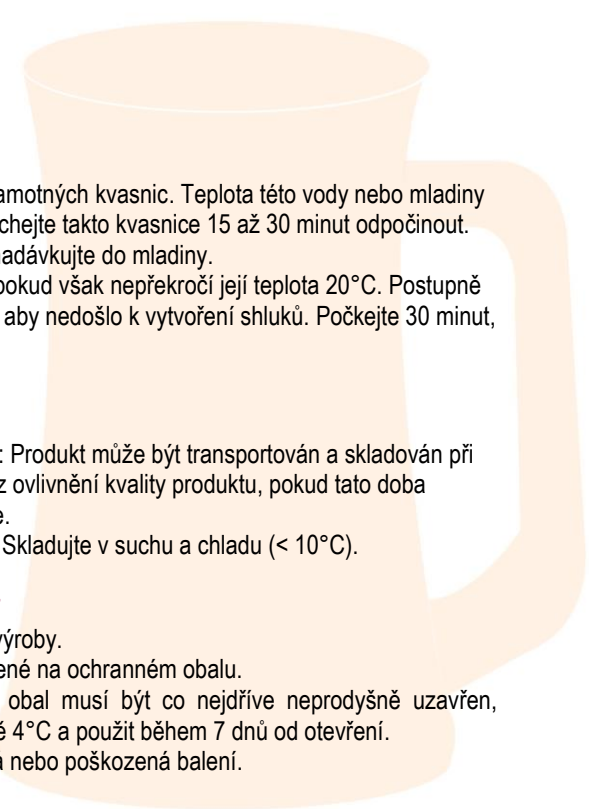 amotných kvasnic. Teplota této vody nebo mladiny
chejte takto kvasnice 15 až 30 minut odpočinout.
nadávkujte do mladiny.
pokud však nepřekročí její teplota 20°C. Postupně
aby nedošlo k vytvoření shluků. Počkejte 30 minut,
: Produkt může být transportován a skladován při
z ovlivnění kvality produktu, pokud tato doba
e.
Skladujte v suchu a chladu (< 10°C).
ýroby.
ené na ochranném obalu.
obal musí být co nejdříve neprodyšně uzavřen,
ě 4°C a použit během 7 dnů od otevření.
á nebo poškozená balení.